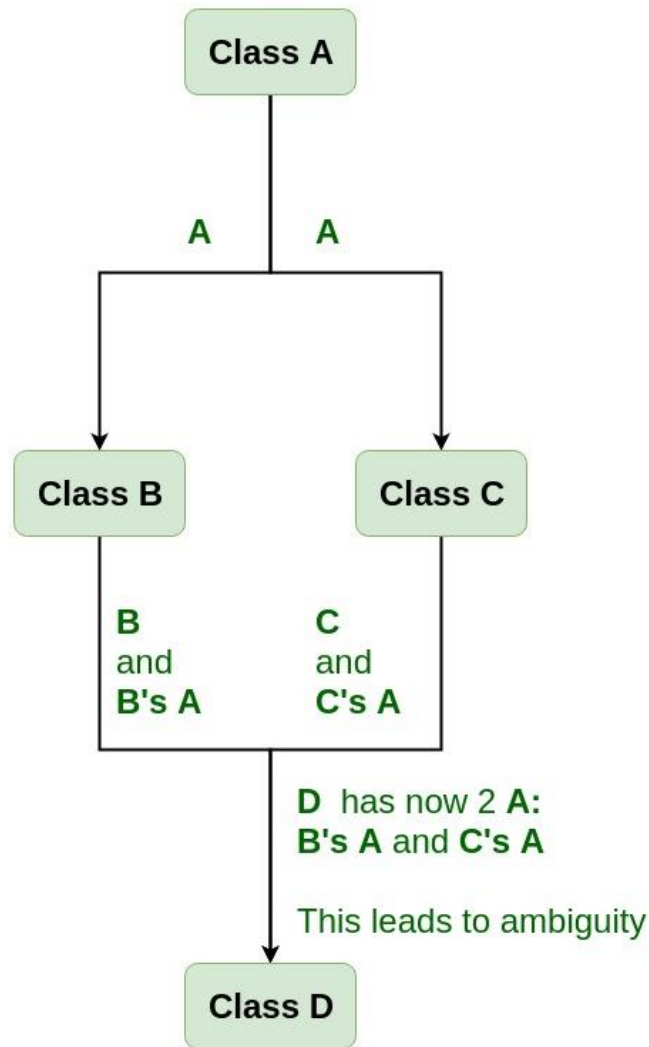 Class A
A
A
Class B
Class C
B
and
B's A
C
and
C's A
D has now 2 A:
B's A and C's A
This leads to ambiguity
Class D